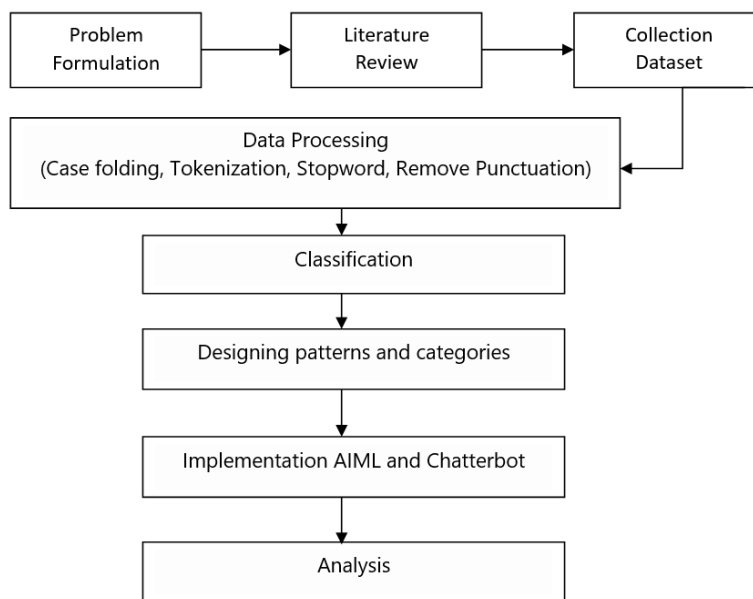 Problem
Formulation
Literature
Review
Collection
Dataset
Data Processing
(Case folding, Tokenization, Stopword, Remove Punctuation)
Classification
Designing patterns and categories
Implementation AIML and Chatterbot
Analysis